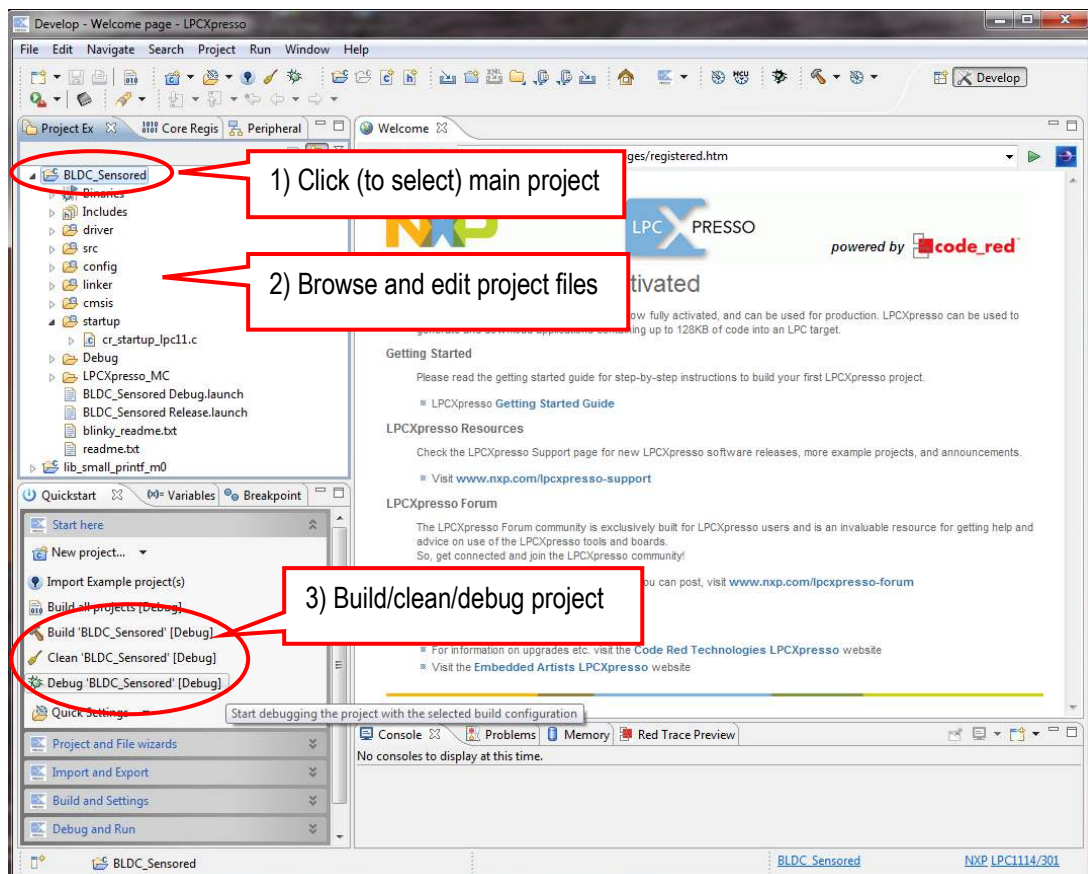 Develop - Welcome page - LPCXpresso
File Edit Navigate Search Project Run Window Help
Develop
Project Ex
Core Regis
Peripheral
Welcome
ges/registered.htm
BLDC_Sensored
Binaries
Includes
driver
src
config
linker
cmsis
startup
cr_startup_lpc11.c
Debug
LPCXpresso_MC
BLDC_Sensored Debug.launch
BLDC_Sensored Release.launch
blinky_readme.txt
readme.txt
lib_small_printf_m0
1) Click (to select) main project
2) Browse and edit project files
3) Build/clean/debug project
NXP
LPC XPRESSO
powered by code_red
tivated
ow fully activated, and can be used for production. LPCXpresso can be used to
generate and download applications containing up to 128KB of code into an LPC target.
Getting Started
Please read the getting started guide for step-by-step instructions to build your first LPCXpresso project.
LPCXpresso Getting Started Guide
LPCXpresso Resources
Check the LPCXpresso Support page for new LPCXpresso software releases, more example projects, and announcements.
Visit www.nxp.com/lpcxpresso-support
LPCXpresso Forum
The LPCXpresso Forum community is exclusively built for LPCXpresso users and is an invaluable resource for getting help and
advice on use of the LPCXpresso tools and boards.
So, get connected and join the LPCXpresso community!
ou can post, visit www.nxp.com/lpcxpresso-forum
For information on upgrades etc. visit the Code Red Technologies LPCXpresso website
Visit the Embedded Artists LPCXpresso website
Quickstart
(x)= Variables
Breakpoint
Start here
New project...
Import Example project(s)
Build all projects [Debug]
Build 'BLDC_Sensored' [Debug]
Clean 'BLDC_Sensored' [Debug]
Debug 'BLDC_Sensored' [Debug]
Quick Settings
Start debugging the project with the selected build configuration
Project and File wizards
Import and Export
Build and Settings
Debug and Run
Console
Problems
Memory
Red Trace Preview
No consoles to display at this time.
BLDC_Sensored
BLDC_Sensored
NXP LPC1114/301